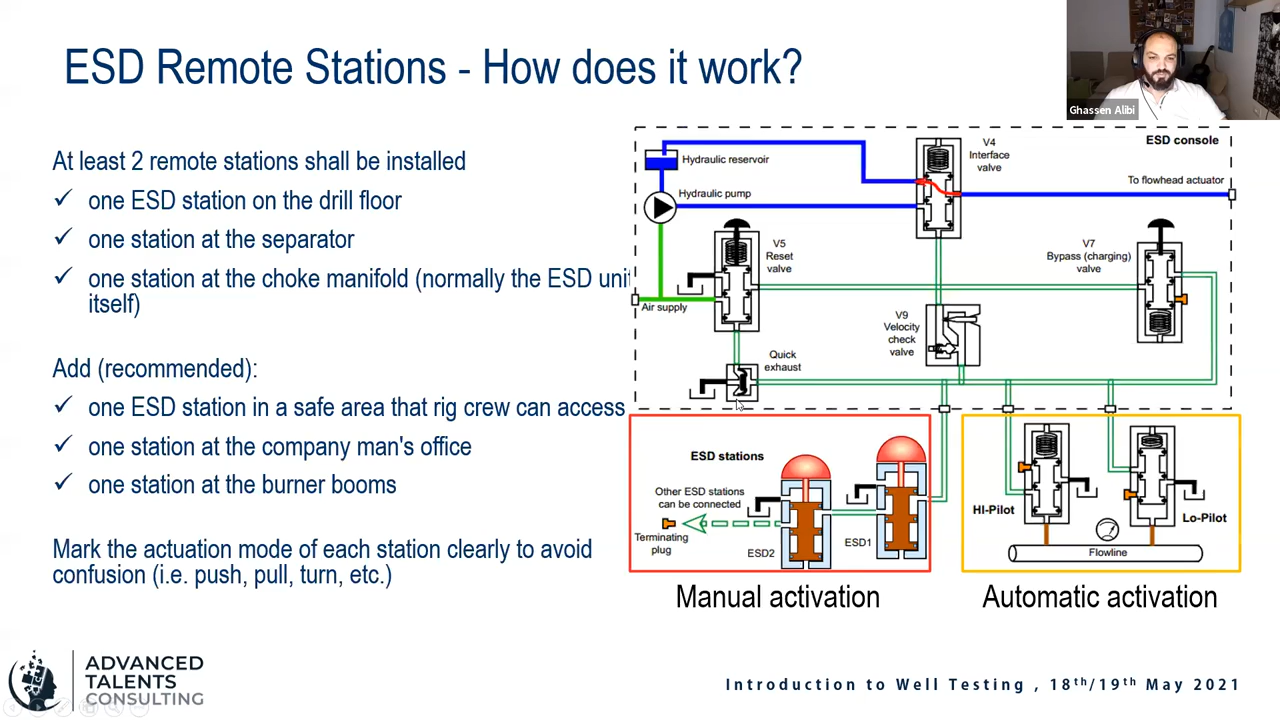 ESD Remote Stations - How does it work?
Ghassen Alibi
At least 2 remote stations shall be installed
✓ one ESD station on the drill floor
✓ one station at the separator
✓ one station at the choke manifold (normally the ESD unit
itself)
Add (recommended):
✓ one ESD station in a safe area that rig crew can access
✓ one station at the company man's office
✓ one station at the burner booms
Mark the actuation mode of each station clearly to avoid
confusion (i.e. push, pull, turn, etc.)
ESD console
Hydraulic reservoir
V4
Interface
valve
To flowhead actuator
Hydraulic pump
V5
Reset
valve
V7
Bypass (charging)
valve
Air supply
V9
Velocity
check
valve
Quick
exhaust
ESD stations
Other ESD stations
can be connected
Terminating
plug
ESD2
ESD1
HI-Pilot
Lo-Pilot
Flowline
Manual activation
Automatic activation
ADVANCED
TALENTS
CONSULTING
Introduction to Well Testing , 18th/19th May 2021